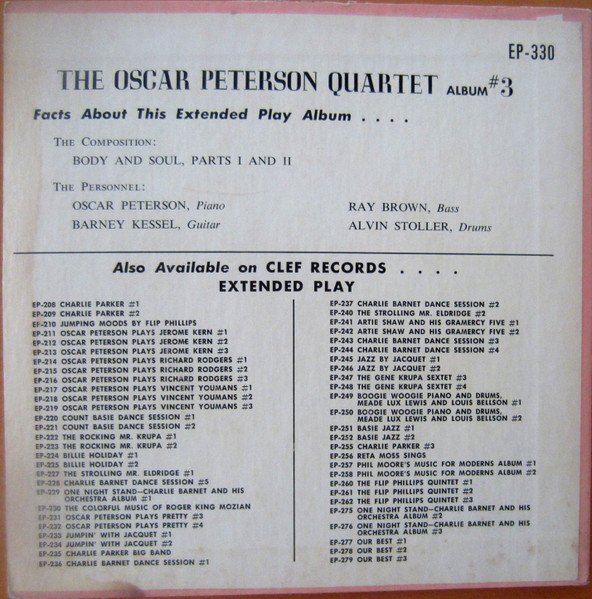 EP-330
THE OSCAR PETERSON QUARTET ALBUM #3
Facts About This Extended Play Album . . . .
THE COMPOSITION:
BODY AND SOUL, PARTS I AND II
THE PERSONNEL:
OSCAR PETERSON, Piano
BARNEY KESSEL, Guitar
RAY BROWN, Bass
ALVIN STOLLER, Drums
Also Available on CLEF RECORDS . . . .
EXTENDED PLAY
EP-208 CHARLIE PARKER #1
EP-209 CHARLIE PARKER #2
EP-210 JUMPING MOODS BY FLIP PHILLIPS
EP-211 OSCAR PETERSON PLAYS JEROME KERN #1
EP-212 OSCAR PETERSON PLAYS JEROME KERN #2
EP-213 OSCAR PETERSON PLAYS JEROME KERN #3
EP-214 OSCAR PETERSON PLAYS RICHARD RODGERS #1
EP-215 OSCAR PETERSON PLAYS RICHARD RODGERS #2
EP-216 OSCAR PETERSON PLAYS RICHARD RODGERS #3
EP-217 OSCAR PETERSON PLAYS VINCENT YOUMANS #1
EP-218 OSCAR PETERSON PLAYS VINCENT YOUMANS #2
EP-219 OSCAR PETERSON PLAYS VINCENT YOUMANS #3
EP-220 COUNT BASIE DANCE SESSION #1
EP-221 COUNT BASIE DANCE SESSION #2
EP-222 THE ROCKING MR. KRUPA #1
EP-223 THE ROCKING MR. KRUPA #2
EP-224 BILLIE HOLIDAY #1
EP-225 BILLIE HOLIDAY #2
EP-227 THE STROLLING MR. ELDRIDGE #1
EP-228 CHARLIE BARNET DANCE SESSION #5
EP-229 ONE NIGHT STAND—CHARLIE BARNET AND HIS
ORCHESTRA ALBUM #1
EP-230 THE COLORFUL MUSIC OF ROGER KING MOZIAN
EP-231 OSCAR PETERSON PLAYS PRETTY #3
EP-232 OSCAR PETERSON PLAYS PRETTY #4
EP-233 JUMPIN' WITH JACQUET #1
EP-234 JUMPIN' WITH JACQUET #2
EP-235 CHARLIE PARKER BIG BAND
EP-236 CHARLIE BARNET DANCE SESSION #1
EP-237 CHARLIE BARNET DANCE SESSION #2
EP-240 THE STROLLING MR. ELDRIDGE #2
EP-241 ARTIE SHAW AND HIS GRAMERCY FIVE #1
EP-242 ARTIE SHAW AND HIS GRAMERCY FIVE #2
EP-243 CHARLIE BARNET DANCE SESSION #3
EP-244 CHARLIE BARNET DANCE SESSION #4
EP-245 JAZZ BY JACQUET #1
EP-246 JAZZ BY JACQUET #2
EP-247 THE GENE KRUPA SEXTET #3
EP-248 THE GENE KRUPA SEXTET #4
EP-249 BOOGIE WOOGIE PIANO AND DRUMS,
MEADE LUX LEWIS AND LOUIS BELLSON #1
EP-250 BOOGIE WOOGIE PIANO AND DRUMS,
MEADE LUX LEWIS AND LOUIS BELLSON #2
EP-251 BASIE JAZZ #1
EP-252 BASIE JAZZ #2
EP-255 CHARLIE PARKER #3
EP-256 RETA MOSS SINGS
EP-257 PHIL MOORE'S MUSIC FOR MODERNS ALBUM #1
EP-258 PHIL MOORE'S MUSIC FOR MODERNS ALBUM #2
EP-260 THE FLIP PHILLIPS QUINTET #1
EP-261 THE FLIP PHILLIPS QUINTET #2
EP-262 THE FLIP PHILLIPS QUINTET #3
EP-275 ONE NIGHT STAND—CHARLIE BARNET AND HIS
ORCHESTRA ALBUM #2
EP-276 ONE NIGHT STAND—CHARLIE BARNET AND HIS
ORCHESTRA ALBUM #3
EP-277 OUR BEST #1
EP-278 OUR BEST #2
EP-279 OUR BEST #3